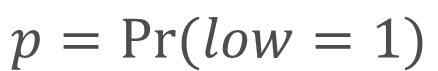 p = Pr(low = 1)